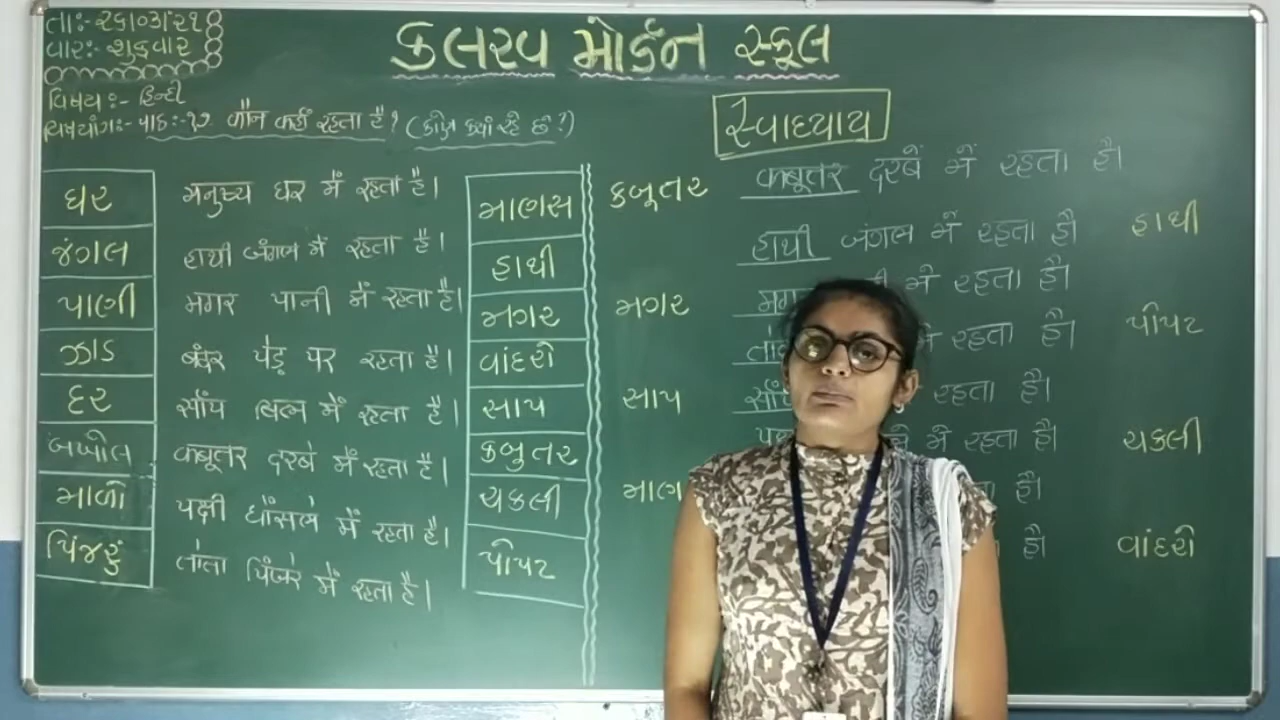 તા:- ૨૬/૦૩/૨૧
વાર:- શુક્રવાર
કલરવ મોર્ડન સ્કૂલ
વિષય :- હિન્દી
વિષયાંગ:- પાઠ:-૧૭ कौन कहाँ रहता है? (કોણ ક્યાં રહે છે?)
ઘર
જંગલ
પાણી
ઝાડ
દર
બખોલ
માળો
પિંજરું
मनुष्य घर में रहता है।
हाथी जंगल में रहता है।
मगर पानी में रहता है।
बंदर पेड़ पर रहता है।
साँप बिल में रहता है।
कबूतर दरबे में रहता है।
पक्षी घोंसले में रहता है।
तोता पिंजरे में रहता है।
માણસ
હાથી
મગર
વાંદરો
સાપ
કબુતર
ચકલી
પોપટ
સ્વાધ્યાય
કબૂતર
મગર
સાપ
कबूतर दरबे में रहता है।
हाथी जंगल में रहता है।
में रहता है।
रहता है।
रहता है।
में रहता है।
है।
है।
હાથી
પોપટ
ચકલી
વાંદરો